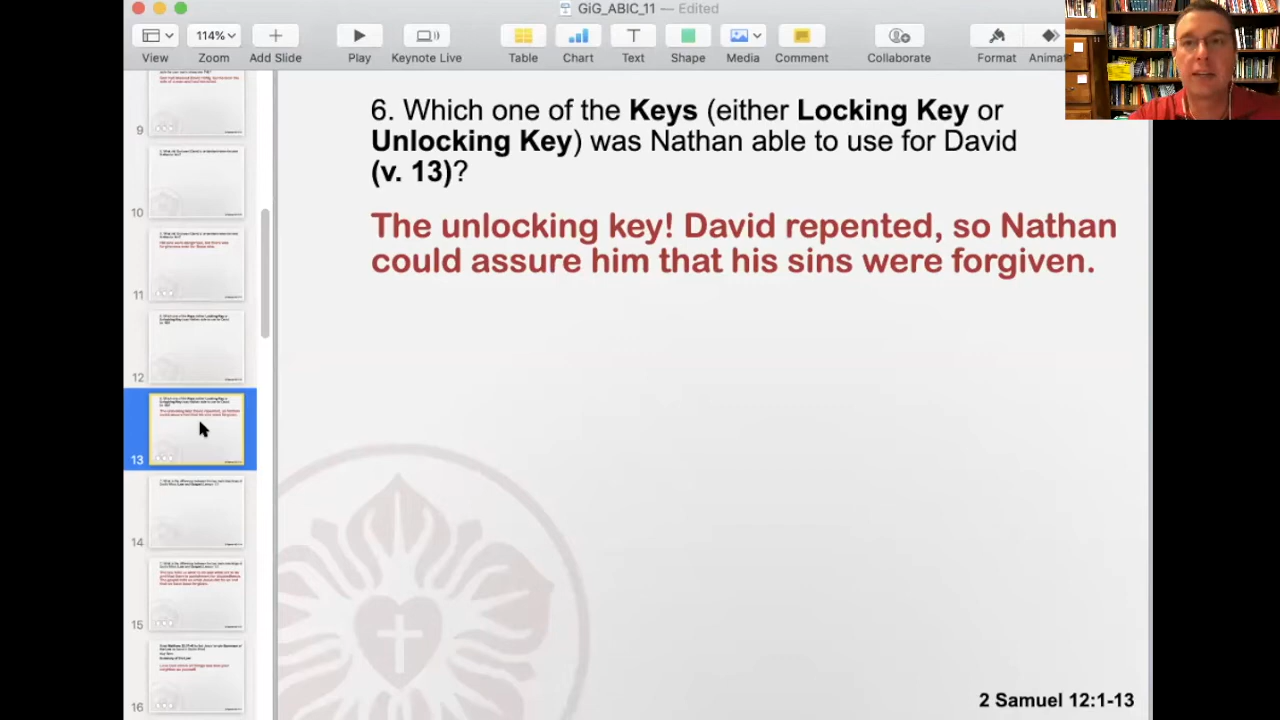 GiG_ABIC_11 — Edited
114%
View
Zoom
Add Slide
Play
Keynote Live
Table
Chart
Text
Shape
Media
Comment
Collaborate
Format
Animat
9
10
11
12
13
14
15
16
6. Which one of the Keys (either Locking Key or
Unlocking Key) was Nathan able to use for David
(v. 13)?
The unlocking key! David repented, so Nathan
could assure him that his sins were forgiven.
2 Samuel 12:1-13